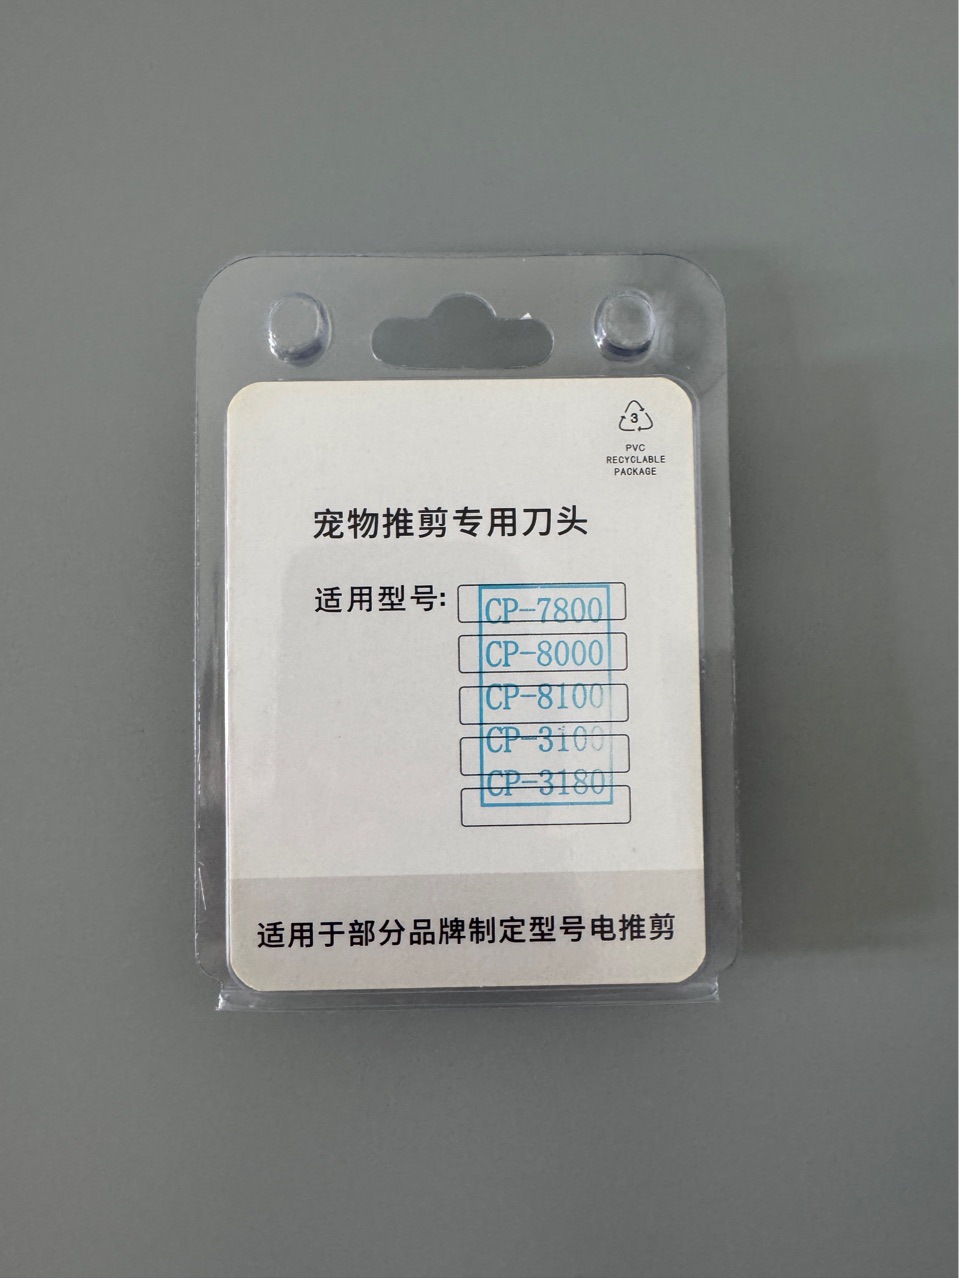 3
PVC
RECYCLABLE
PACKAGE
宠物推剪专用刀头
适用型号: CP-7800
CP-8000
CP-8100
CP-3100
CP-3180
适用于部分品牌制定型号电推剪